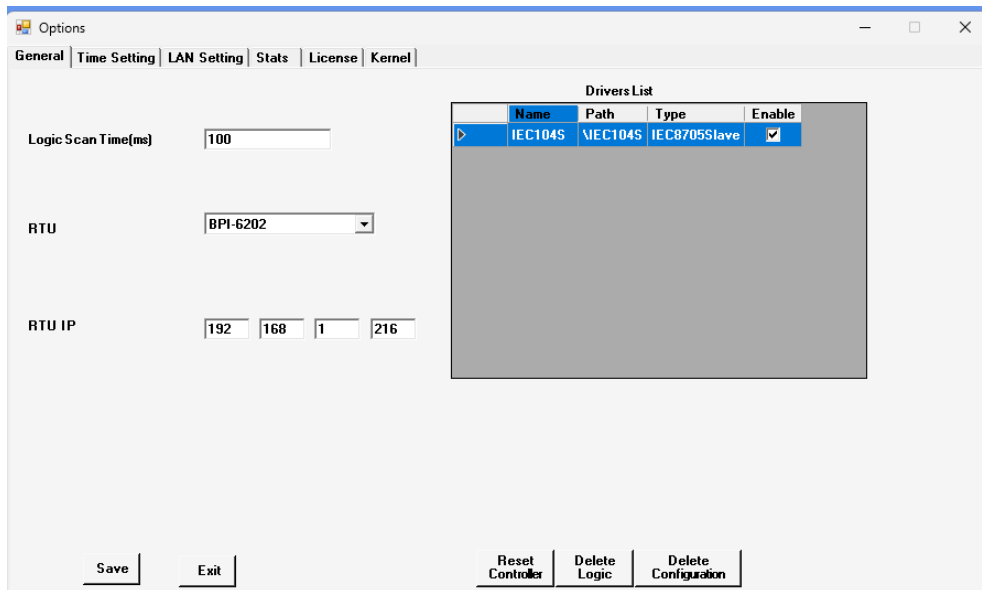 Options
General Time Setting LAN Setting Stats License Kernel
Drivers List
Name Path Type Enable
IEC104S \IEC104S IEC8705Slave
Logic Scan Time(ms) 100
RTU BPI-6202
RTU IP 192 168 1 216
Save Exit
Reset Controller
Delete Logic
Delete Configuration